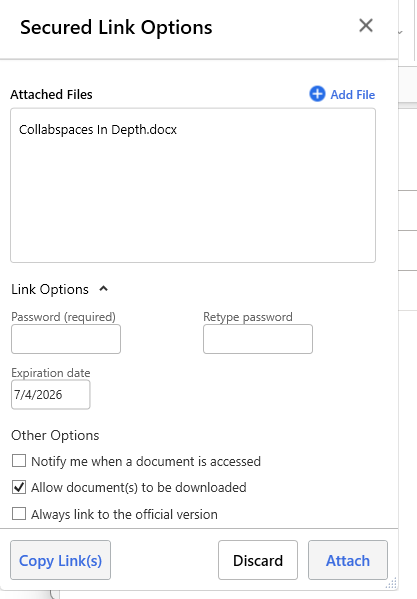 Secured Link Options
Attached Files
Add File
Collabspaces In Depth.docx
Link Options
Password (required)
Retype password
Expiration date
7/4/2026
Other Options
Notify me when a document is accessed
Allow document(s) to be downloaded
Always link to the official version
Copy Link(s)
Discard
Attach